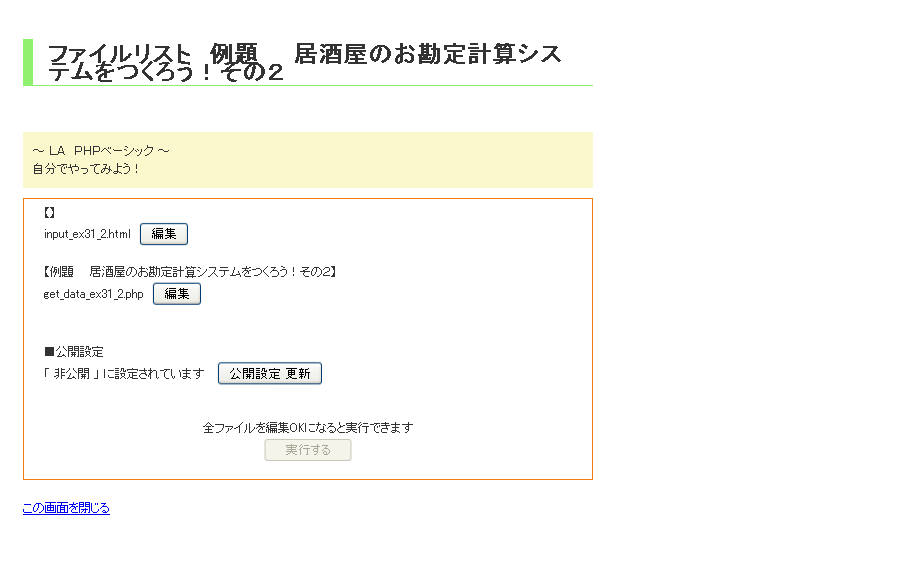 ファイルリスト　例題　 居酒屋のお勘定計算シス
テムをつくろう！その２
～ LA　PHPベーシック ～
自分でやってみよう！
【】
input_ex31_2.html 編集
【例題　 居酒屋のお勘定計算システムをつくろう！その２】
get_data_ex31_2.php 編集
■公開設定
「 非公開 」に設定されています 公開設定 更新
全ファイルを編集OKになると実行できます
実行する
この画面を閉じる